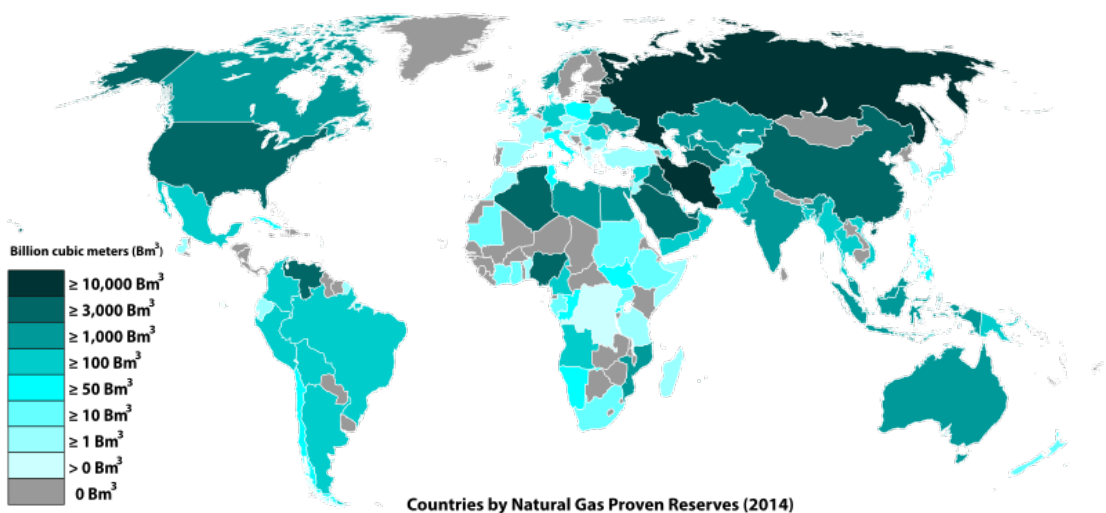 Billion cubic meters (Bm³)
≥ 10,000 Bm³
≥ 3,000 Bm³
≥ 1,000 Bm³
≥ 100 Bm³
≥ 50 Bm³
≥ 10 Bm³
≥ 1 Bm³
> 0 Bm³
0 Bm³
Countries by Natural Gas Proven Reserves (2014)